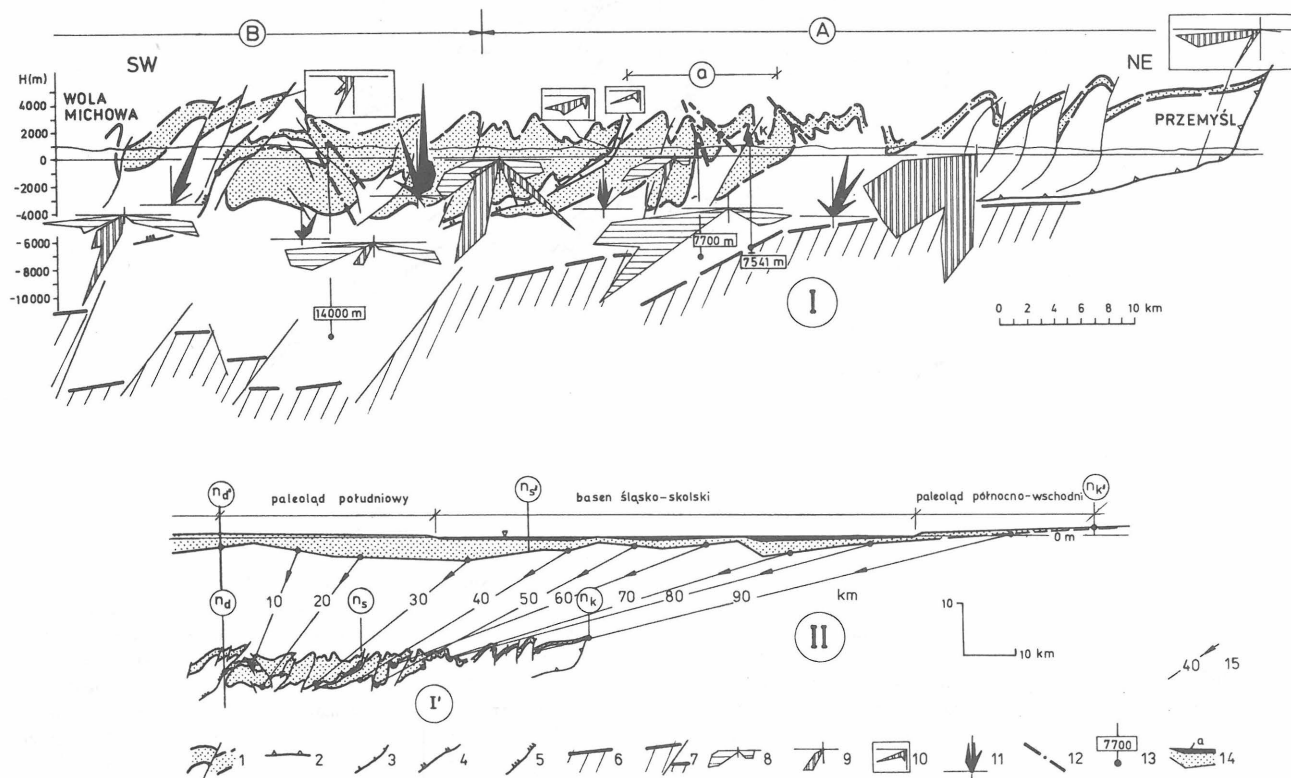 B A
SW NE
a
H(m)
WOLA
MICHOWA
4000
2000
0
-2000
-4000
-6000
-8000
-10000
K
PRZEMYŚL
7700 m
7541 m
14000 m
I
0 2 4 6 8 10 km
nd' paleoląd południowy ns' basen śląsko-skolski paleoląd północno-wschodni nk'
0 m
nd 10 20 ns 30 40 50 60 nk 70 80 90 km
II
10
10 km
40 15
I'
1 2 3 4 5 6 7 8 9 10 11 12 7700 13 a 14